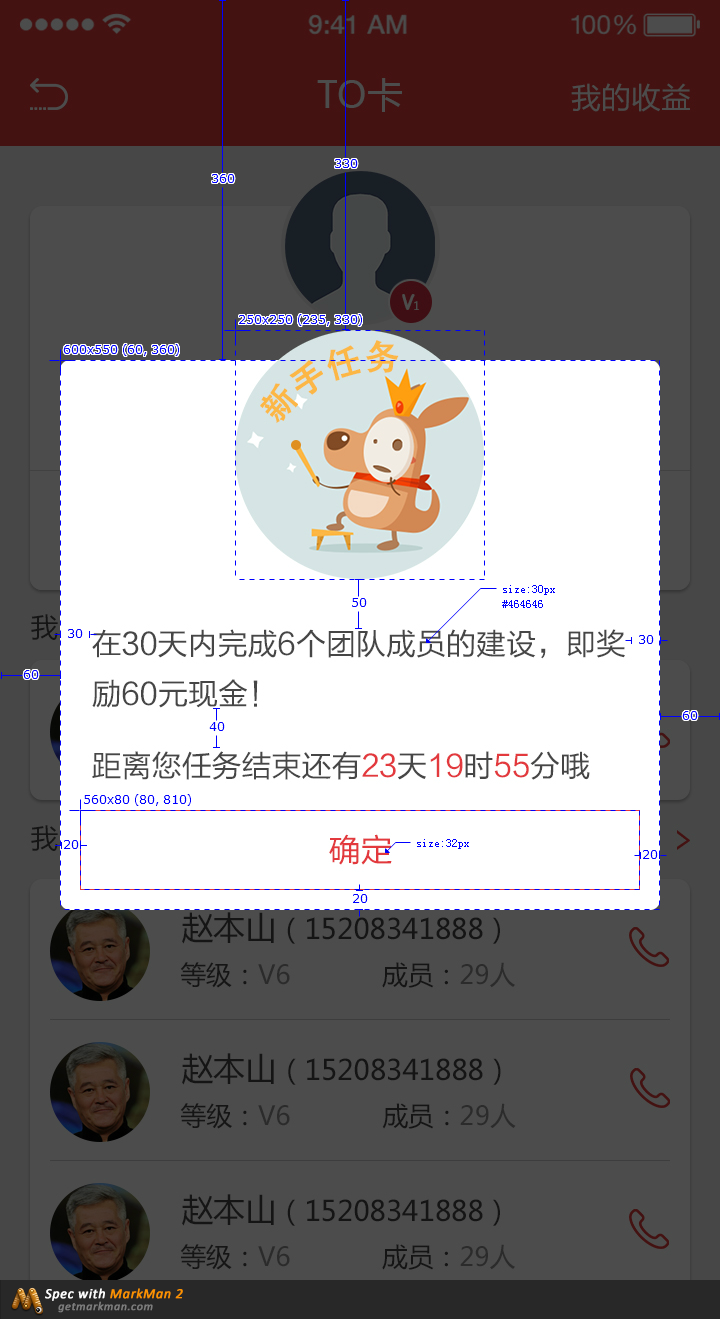 9:41 AM
100%
TO卡
我的收益
330
360
V1
250x250 (235, 330)
600x550 (60, 360)
新手任务
size:30px
#464646
50
我
30
30
在30天内完成6个团队成员的建设，即奖
励60元现金！
60
60
40
距离您任务结束还有23天19时55分哦
560x80 (80, 810)
我
20
确定
size:32px
20
20
赵本山（15208341888）
等级：V6
成员：29人
赵本山（15208341888）
等级：V6
成员：29人
赵本山（15208341888）
等级：V6
成员：29人
Spec with MarkMan 2
getmarkman.com